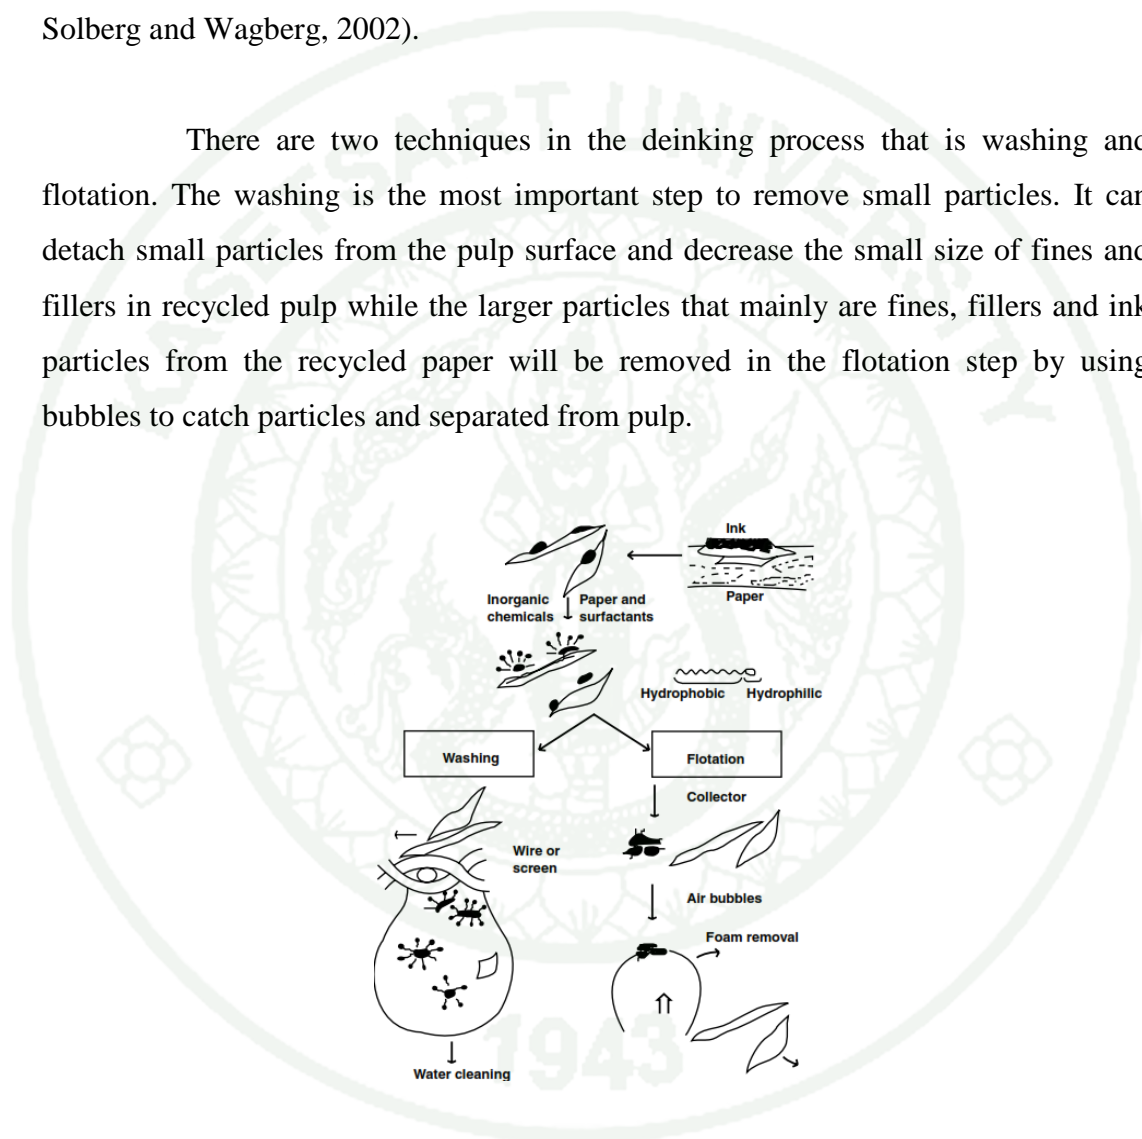 Solberg and Wagberg, 2002).
There are two techniques in the deinking process that is washing and
flotation. The washing is the most important step to remove small particles. It can
detach small particles from the pulp surface and decrease the small size of fines and
fillers in recycled pulp while the larger particles that mainly are fines, fillers and ink
particles from the recycled paper will be removed in the flotation step by using
bubbles to catch particles and separated from pulp.
Ink
Paper
Inorganic
chemicals
Paper and
surfactants
Hydrophobic
Hydrophilic
Washing
Flotation
Collector
Wire or
screen
Air bubbles
Foam removal
Water cleaning
KASETSART UNIVERSITY
1943